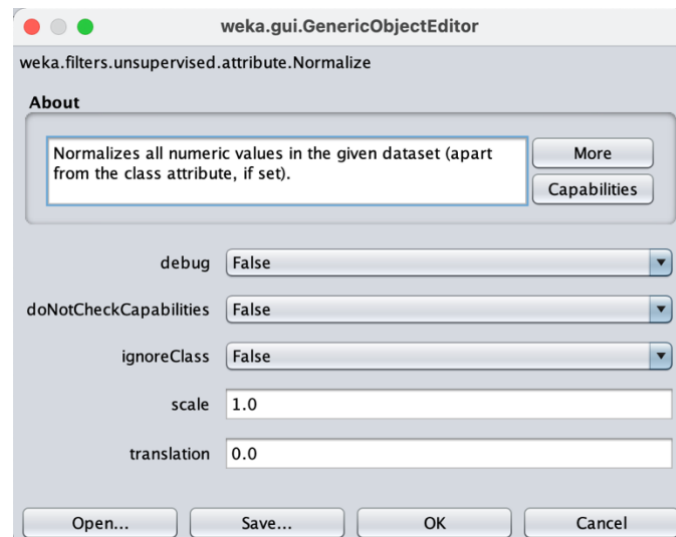 weka.gui.GenericObjectEditor
weka.filters.unsupervised.attribute.Normalize
About
Normalizes all numeric values in the given dataset (apart
from the class attribute, if set).
More
Capabilities
debug False
doNotCheckCapabilities False
ignoreClass False
scale 1.0
translation 0.0
Open... Save... OK Cancel